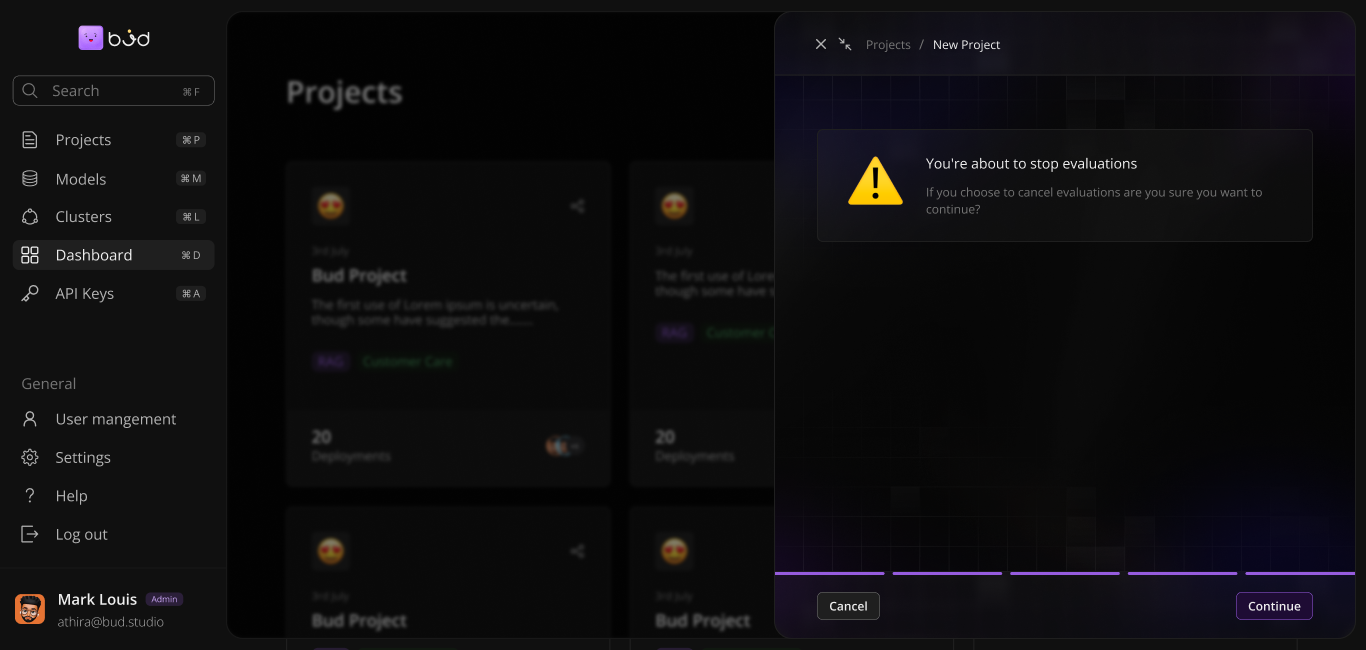 bud
Search ⌘ F
Projects ⌘ P
Models ⌘ M
Clusters ⌘ L
Dashboard ⌘ D
API Keys ⌘ A
General
User mangement
Settings
Help
Log out
Mark Louis Admin
athira@bud.studio
Projects
3rd July
Bud Project
The first use of Lorem Ipsum is uncertain,
though some have suggested the.......
RAG Customer Care
20
Deployments
The first use of Lore
though some have s
RAG Customer C
20
Deployments
3rd July
Bud Project
3rd July
Bud Project
Projects / New Project
You're about to stop evaluations
If you choose to cancel evaluations are you sure you want to
continue?
Cancel
Continue